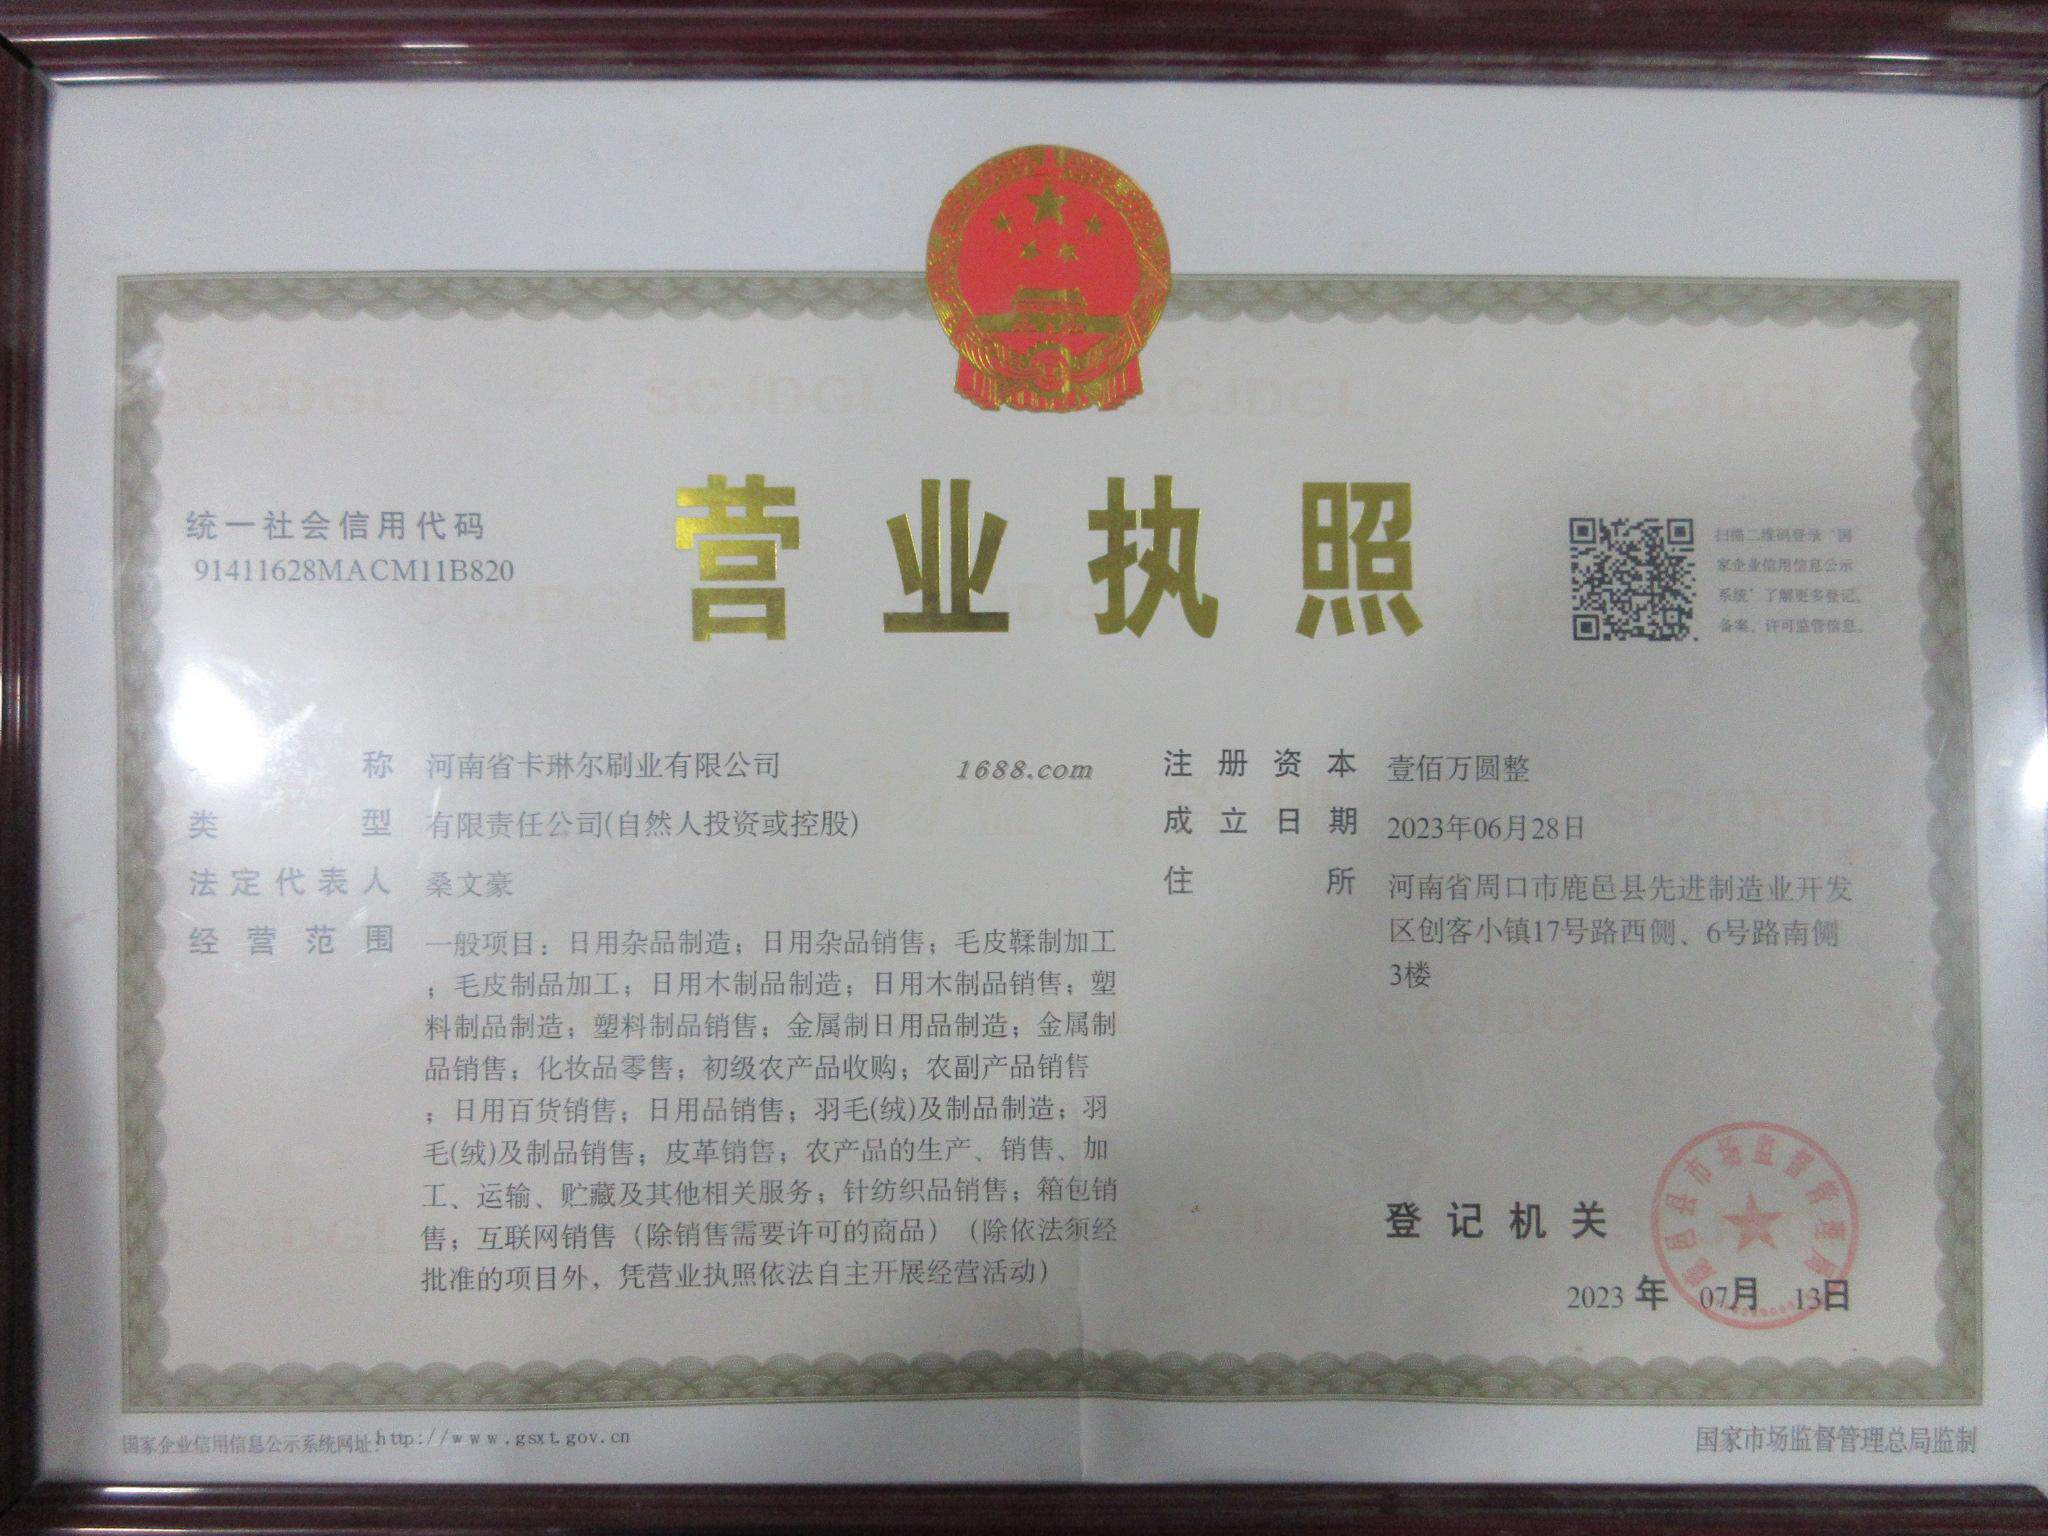 营业执照
统一社会信用代码
91411628MACM11B820
扫描二维码登录‘国
家企业信用信息公示
系统’了解更多登记、
备案、许可监管信息。
称 河南省卡琳尔刷业有限公司
类型 有限责任公司(自然人投资或控股)
法定代表人 桑文豪
经营范围 一般项目：日用杂品制造；日用杂品销售；毛皮鞣制加工
；毛皮制品加工；日用木制品制造；日用木制品销售；塑
料制品制造；塑料制品销售；金属制日用品制造；金属制
品销售；化妆品零售；初级农产品收购；农副产品销售
；日用百货销售；日用品销售；羽毛(绒)及制品制造；羽
毛(绒)及制品销售；皮革销售；农产品的生产、销售、加
工、运输、贮藏及其他相关服务；针纺织品销售；箱包销
售；互联网销售（除销售需要许可的商品）（除依法须经
批准的项目外，凭营业执照依法自主开展经营活动）
1688.com
注册资本 壹佰万圆整
成立日期 2023年06月28日
住所 河南省周口市鹿邑县先进制造业开发
区创客小镇17号路西侧、6号路南侧
3楼
登记机关
鹿邑县市场监督管理局
2023 年 07月 13日
国家企业信用信息公示系统网址：http://www.gsxt.gov.cn
国家市场监督管理总局监制